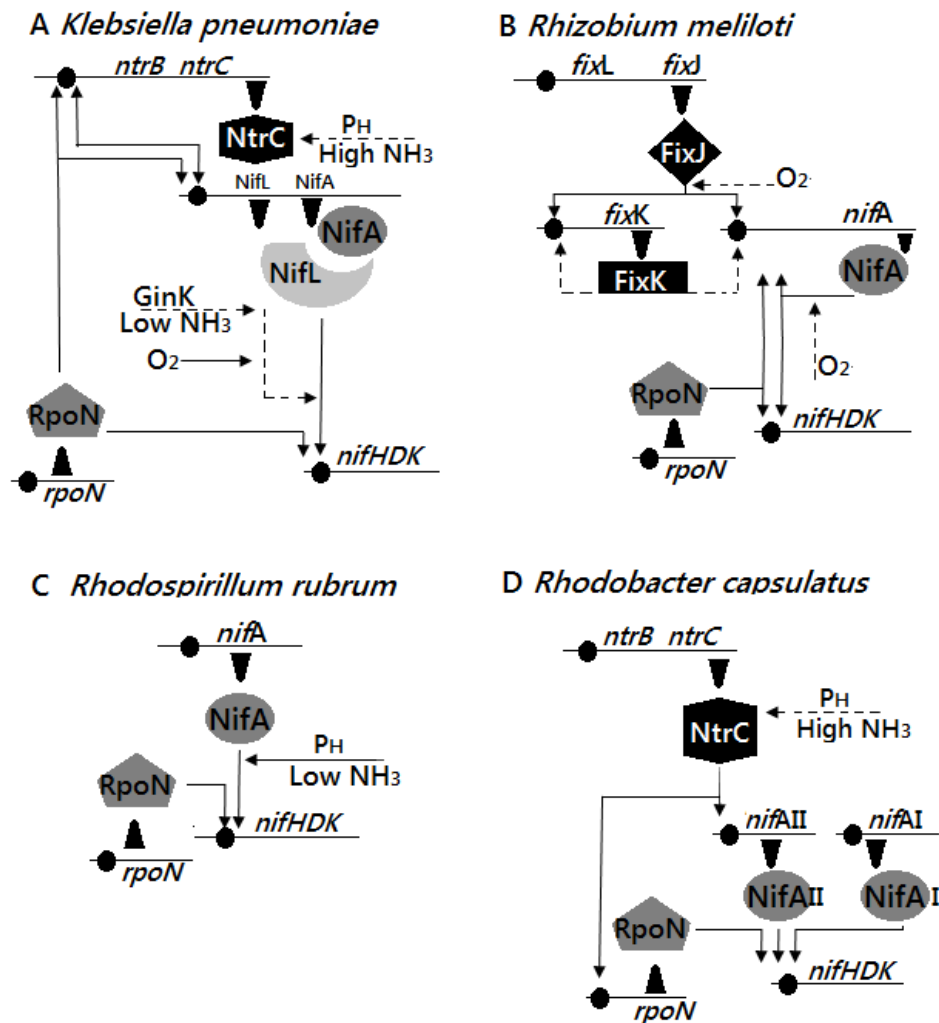 A Klebsiella pneumoniae
ntrB ntrC
NtrC
PH
High NH3
NifL NifA
NifA
NifL
GinK
Low NH3
O2
RpoN
rpoN
nifHDK
B Rhizobium meliloti
fixL fixJ
FixJ
O2.
fixK
nifA
FixK
NifA
O2.
RpoN
rpoN
nifHDK
C Rhodospirillum rubrum
nifA
NifA
PH
Low NH3
RpoN
rpoN
nifHDK
D Rhodobacter capsulatus
ntrB ntrC
NtrC
PH
High NH3
nifAII nifAI
NifAII NifA I
RpoN
rpoN
nifHDK